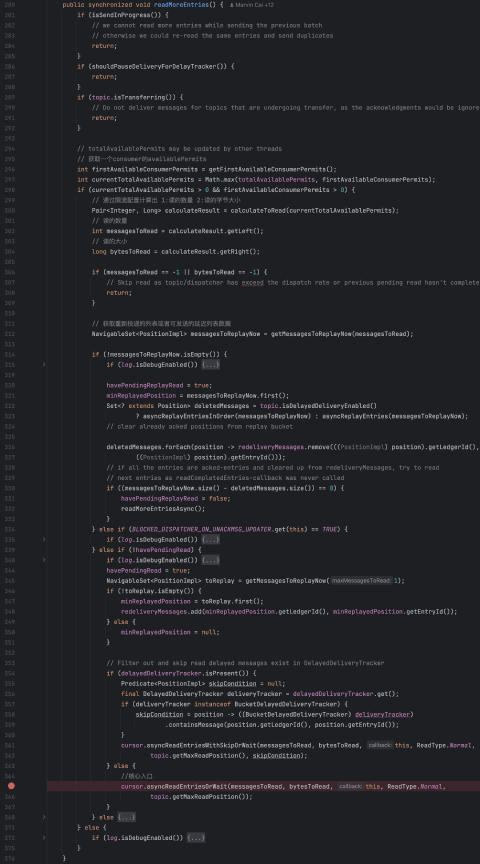 280 public synchronized void readMoreEntries() { Marvin Cai +12
281 if (isSendInProgress()) {
282 // we cannot read more entries while sending the previous batch
283 // otherwise we could re-read the same entries and send duplicates
284 return;
285 }
286 if (shouldPauseDeliveryForDelayTracker()) {
287 return;
288 }
289 if (topic.isTransferring()) {
290 // Do not deliver messages for topics that are undergoing transfer, as the acknowledgments would be ignore
291 return;
292 }
293
294 // totalAvailablePermits may be updated by other threads
295 // 获取一个consumer的availablePermits
296 int firstAvailableConsumerPermits = getFirstAvailableConsumerPermits();
297 int currentTotalAvailablePermits = Math.max(totalAvailablePermits, firstAvailableConsumerPermits);
298 if (currentTotalAvailablePermits > 0 && firstAvailableConsumerPermits > 0) {
299 // 通过限流配置计算出 1:读的数量 2:读的字节大小
300 Pair<Integer, Long> calculateResult = calculateToRead(currentTotalAvailablePermits);
301 // 读的数量
302 int messagesToRead = calculateResult.getLeft();
303 // 读的大小
304 long bytesToRead = calculateResult.getRight();
305
306 if (messagesToRead == -1 || bytesToRead == -1) {
307 // Skip read as topic/dispatcher has exceed the dispatch rate or previous pending read hasn't complete
308 return;
309 }
310
311 // 获取重新投递的列表或者可发送的延迟列表数据
312 NavigableSet<PositionImpl> messagesToReplayNow = getMessagesToReplayNow(messagesToRead);
313
314 if (!messagesToReplayNow.isEmpty()) {
315 if (log.isDebugEnabled()) {...}
319
320 havePendingReplayRead = true;
321 minReplayedPosition = messagesToReplayNow.first();
322 Set<? extends Position> deletedMessages = topic.isDelayedDeliveryEnabled()
323 ? asyncReplayEntriesInOrder(messagesToReplayNow) : asyncReplayEntries(messagesToReplayNow);
324 // clear already acked positions from replay bucket
325
326 deletedMessages.forEach(position -> redeliveryMessages.remove(((PositionImpl) position).getLedgerId(),
327 ((PositionImpl) position).getEntryId()));
328 // if all the entries are acked-entries and cleared up from redeliveryMessages, try to read
329 // next entries as readCompletedEntries-callback was never called
330 if ((messagesToReplayNow.size() - deletedMessages.size()) == 0) {
331 havePendingReplayRead = false;
332 readMoreEntriesAsync();
333 }
334 } else if (BLOCKED_DISPATCHER_ON_UNACKMSG_UPDATER.get(this) == TRUE) {
335 if (log.isDebugEnabled()) {...}
339 } else if (!havePendingRead) {
340 if (log.isDebugEnabled()) {...}
344 havePendingRead = true;
345 NavigableSet<PositionImpl> toReplay = getMessagesToReplayNow( maxMessagesToRead: 1);
346 if (!toReplay.isEmpty()) {
347 minReplayedPosition = toReplay.first();
348 redeliveryMessages.add(minReplayedPosition.getLedgerId(), minReplayedPosition.getEntryId());
349 } else {
350 minReplayedPosition = null;
351 }
352
353 // Filter out and skip read delayed messages exist in DelayedDeliveryTracker
354 if (delayedDeliveryTracker.isPresent()) {
355 Predicate<PositionImpl> skipCondition = null;
356 final DelayedDeliveryTracker deliveryTracker = delayedDeliveryTracker.get();
357 if (deliveryTracker instanceof BucketDelayedDeliveryTracker) {
358 skipCondition = position -> ((BucketDelayedDeliveryTracker) deliveryTracker)
359 .containsMessage(position.getLedgerId(), position.getEntryId());
360 }
361 cursor.asyncReadEntriesWithSkipOrWait(messagesToRead, bytesToRead, callback: this, ReadType.Normal,
362 topic.getMaxReadPosition(), skipCondition);
363 } else {
364 //核心入口
cursor.asyncReadEntriesOrWait(messagesToRead, bytesToRead, callback: this, ReadType.Normal,
366 topic.getMaxReadPosition());
367 }
368 } else {...}
371 } else {
372 if (log.isDebugEnabled()) {...}
375 }
376 }